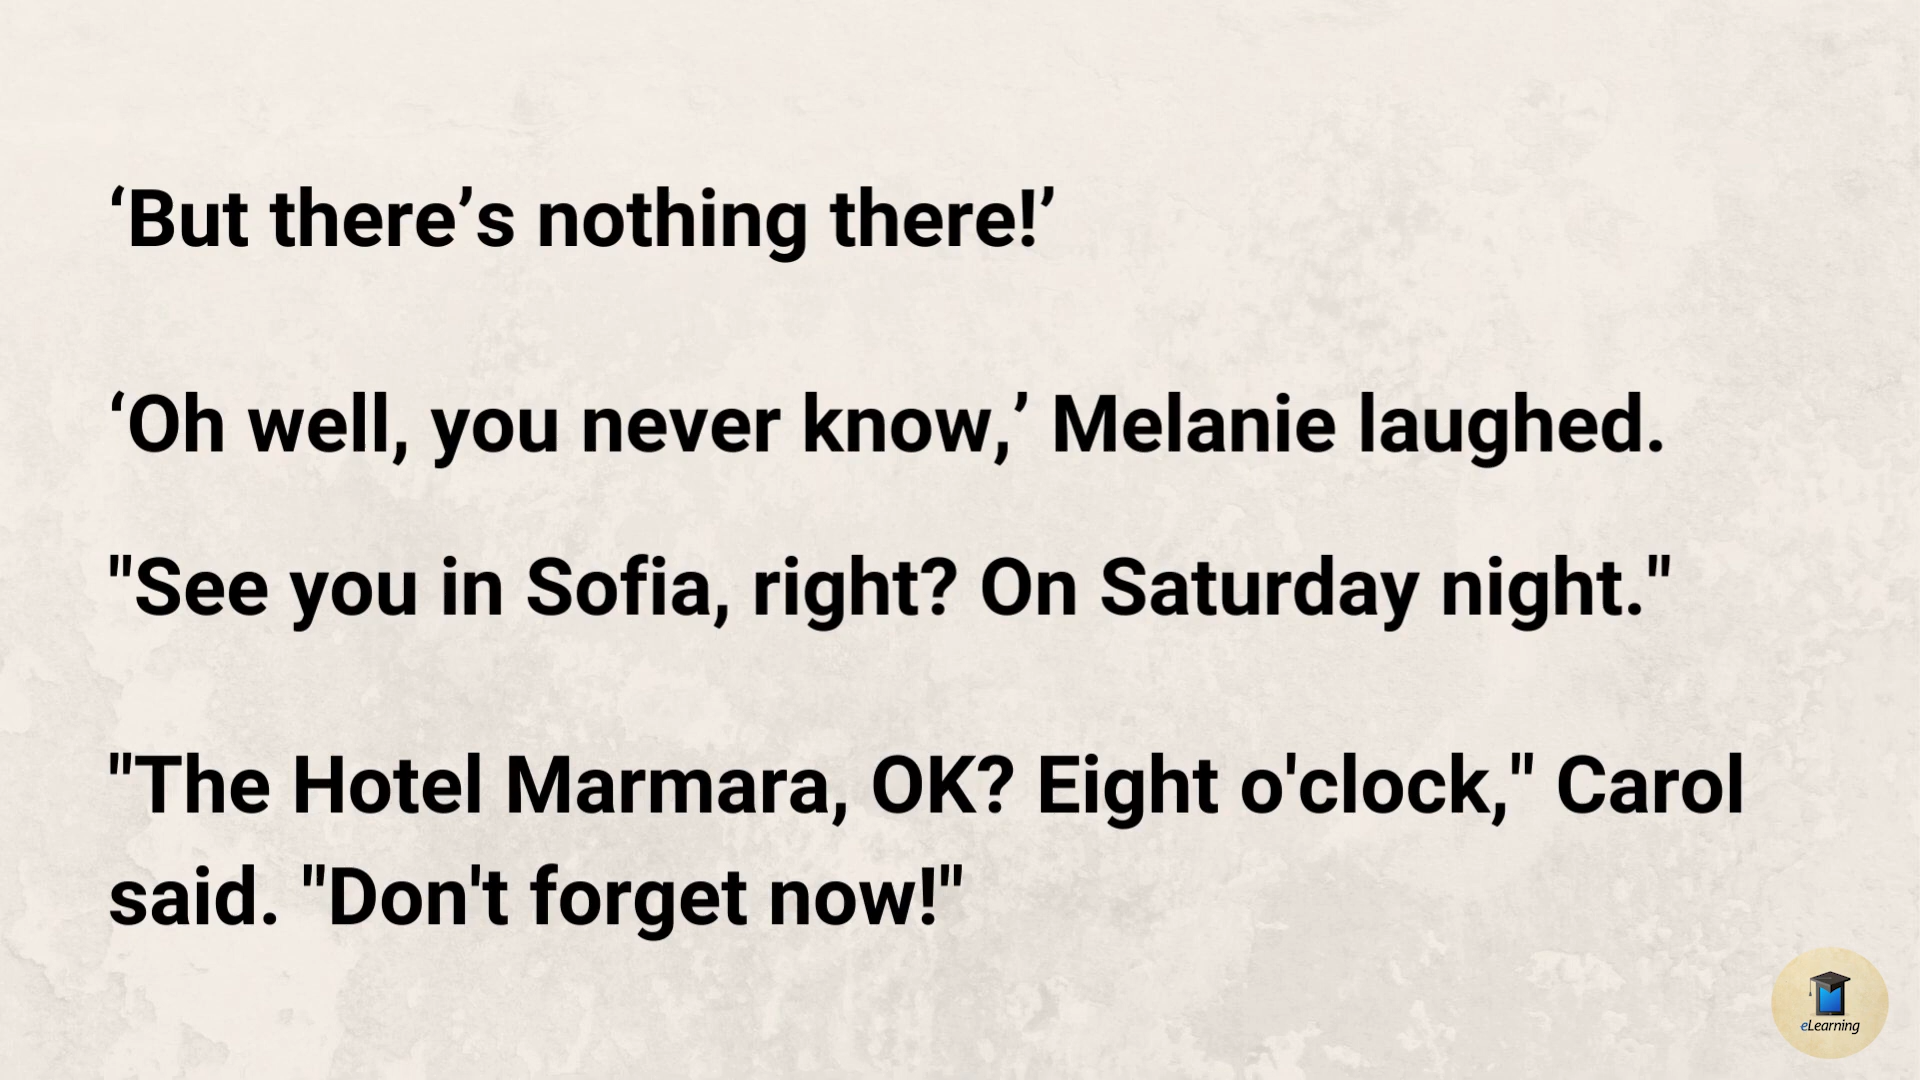 ‘But there’s nothing there!’
‘Oh well, you never know,’ Melanie laughed.
"See you in Sofia, right? On Saturday night."
"The Hotel Marmara, OK? Eight o'clock," Carol
said. "Don't forget now!"
eLearning